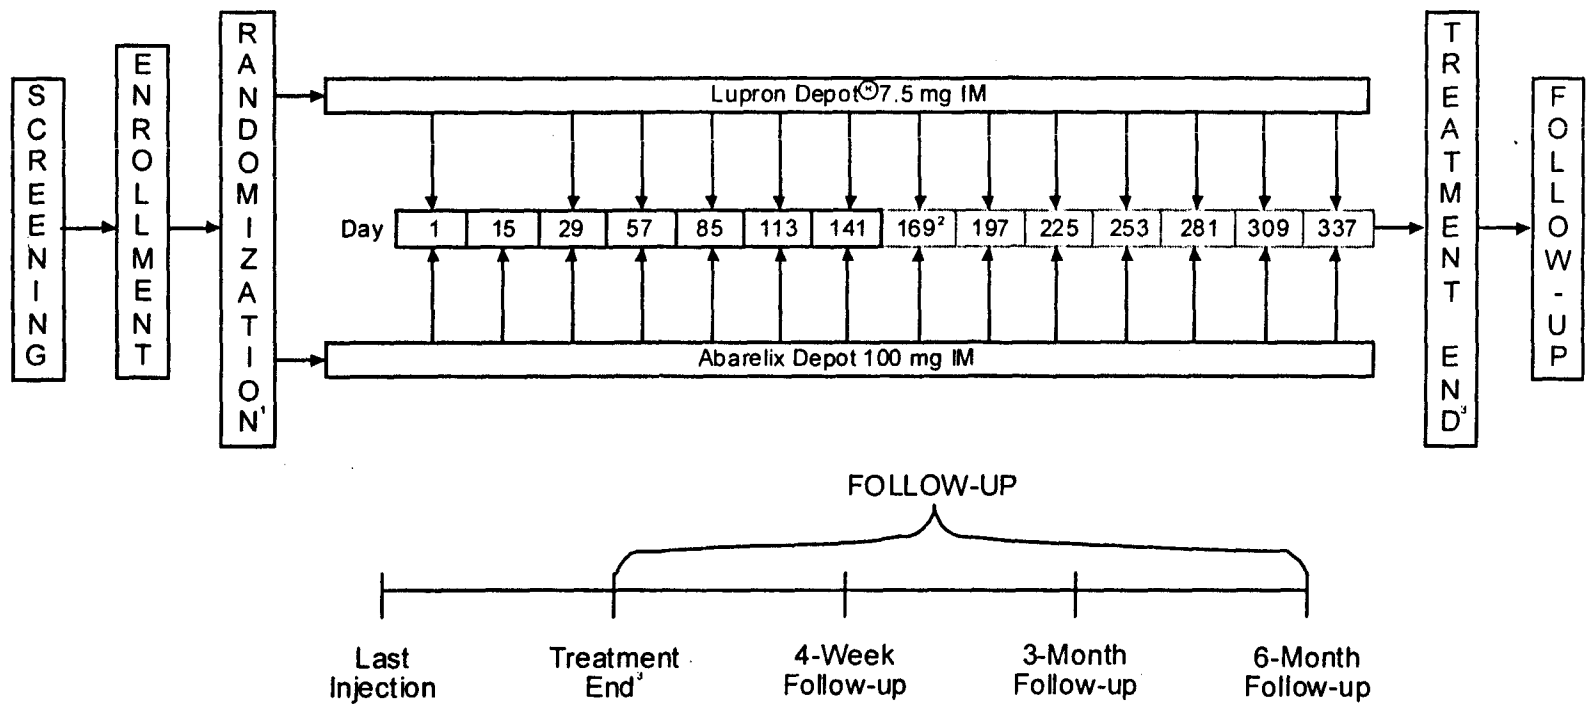 SCREENING
ENROLLMENT
RANDOMIZATION¹
Lupron Depot® 7.5 mg IM
Day 1 15 29 57 85 113 141 169² 197 225 253 281 309 337
Abarelix Depot 100 mg IM
TREATMENT END³
FOLLOW-UP
FOLLOW-UP
Last
Injection
Treatment
End³
4-Week
Follow-up
3-Month
Follow-up
6-Month
Follow-up